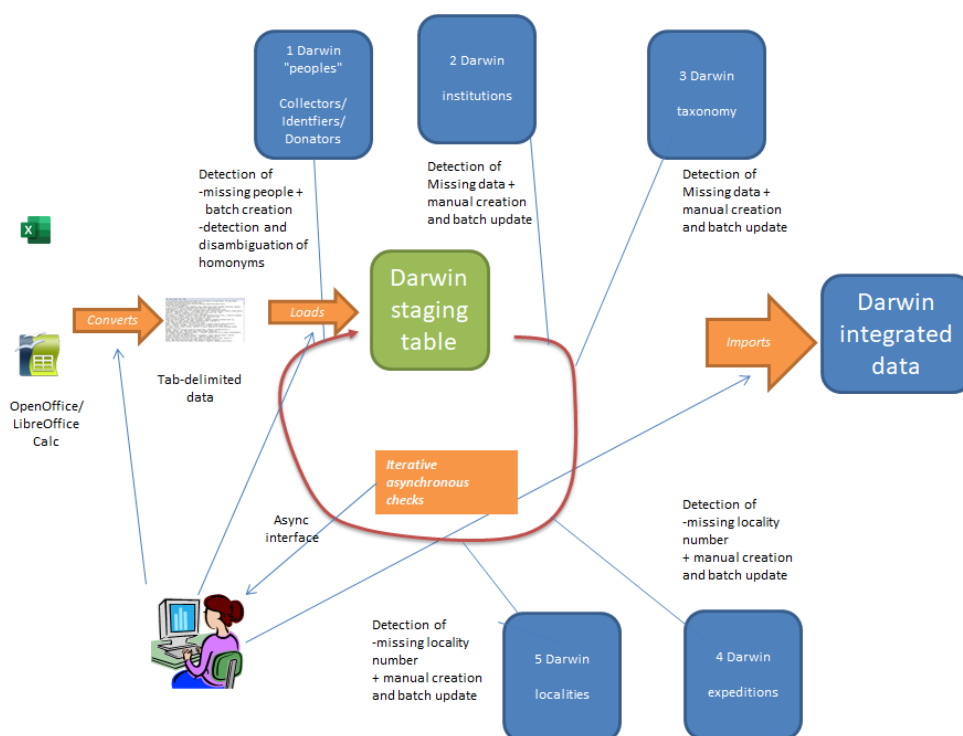 1 Darwin
"peoples"
Collectors/
Identfiers/
Donators
2 Darwin
institutions
3 Darwin
taxonomy
Detection of
-missing people +
batch creation
-detection and
disambiguation of
homonyms
Detection of
Missing data +
manual creation
and batch update
Detection of
Missing data +
manual creation
and batch update
X
Converts
Loads
Darwin
staging
table
Imports
Darwin
integrated
data
Tab-delimited
data
OpenOffice/
LibreOffice
Calc
Iterative
asynchronous
checks
Async
interface
Detection of
-missing locality
number
+ manual creation
and batch update
Detection of
-missing locality
number
+ manual creation
and batch update
5 Darwin
localities
4 Darwin
expeditions